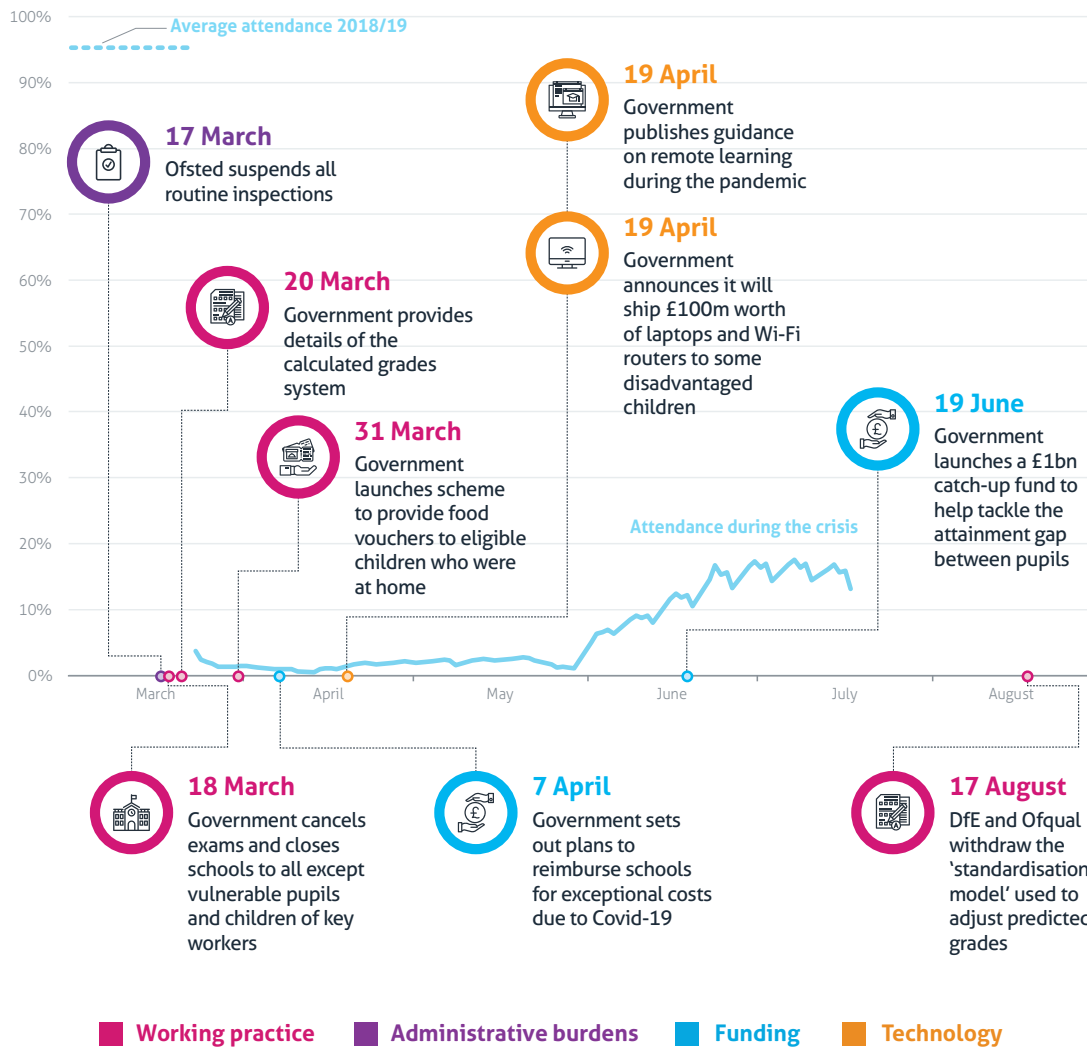 100%
90%
80%
70%
60%
50%
40%
30%
20%
10%
0%
Average attendance 2018/19
17 March
Ofsted suspends all
routine inspections
20 March
Government provides
details of the
calculated grades
system
31 March
Government
launches scheme
to provide food
vouchers to eligible
children who were
at home
19 April
Government
publishes guidance
on remote learning
during the pandemic
19 April
Government
announces it will
ship £100m worth
of laptops and Wi-Fi
routers to some
disadvantaged
children
19 June
Government
launches a £1bn
catch-up fund to
help tackle the
attainment gap
between pupils
Attendance during the crisis
March
April
May
June
July
August
18 March
Government cancels
exams and closes
schools to all except
vulnerable pupils
and children of key
workers
7 April
Government sets
out plans to
reimburse schools
for exceptional costs
due to Covid-19
17 August
DfE and Ofqual
withdraw the
‘standardisation
model’ used to
adjust predicted
grades
Working practice
Administrative burdens
Funding
Technology